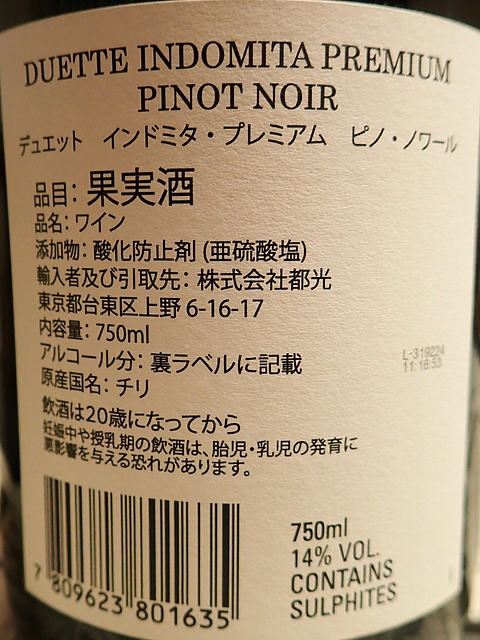 DUETTE INDOMITA PREMIUM
PINOT NOIR
デュエット インドミタ・プレミアム ピノ・ノワール
品目: 果実酒
品名: ワイン
添加物: 酸化防止剤 (亜硫酸塩)
輸入者及び引取先: 株式会社都光
東京都台東区上野 6-16-17
内容量: 750ml
アルコール分: 裏ラベルに記載
原産国名: チリ
飲酒は20歳になってから
妊娠中や授乳期の飲酒は、胎児・乳児の発育に
悪影響を与える恐れがあります。
L-319224
11:16:53
7 809623 801635
750ml
14% VOL.
CONTAINS
SULPHITES